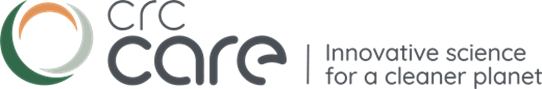 crc
care
Innovative science
for a cleaner planet